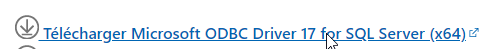 Télécharger Microsoft ODBC Driver 17 for SQL Server (x64)